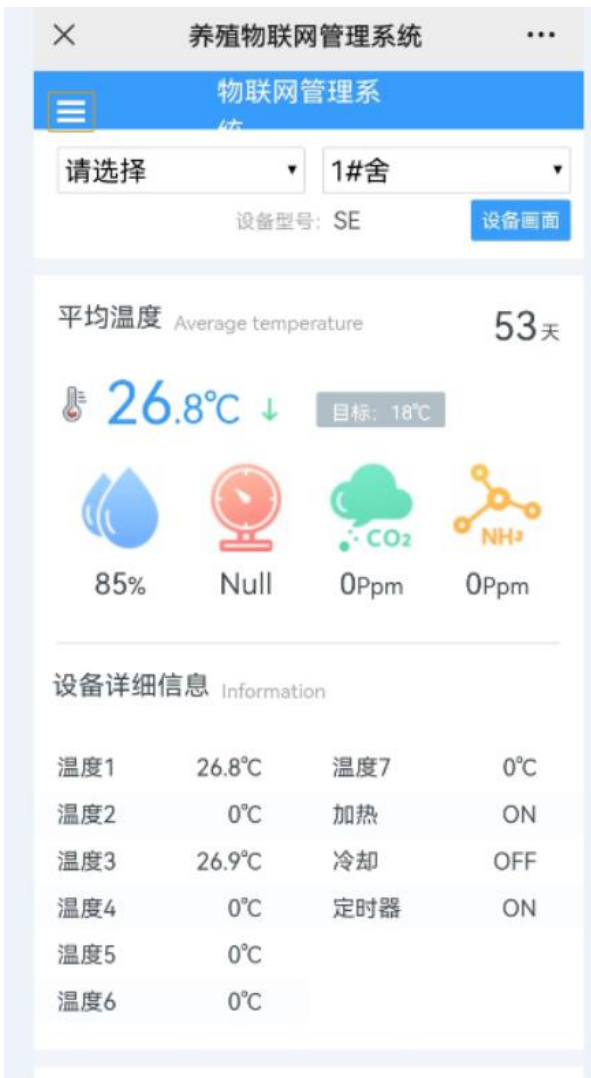 养殖物联网管理系统
物联网管理系
统
请选择 1#舍
设备型号: SE 设备画面
平均温度 Average temperature 53天
26.8℃ ↓ 目标: 18℃
CO₂ NH₃
85% Null 0Ppm 0Ppm
设备详细信息 Information
温度1 26.8℃ 温度7 0℃
温度2 0℃ 加热 ON
温度3 26.9℃ 冷却 OFF
温度4 0℃ 定时器 ON
温度5 0℃
温度6 0℃